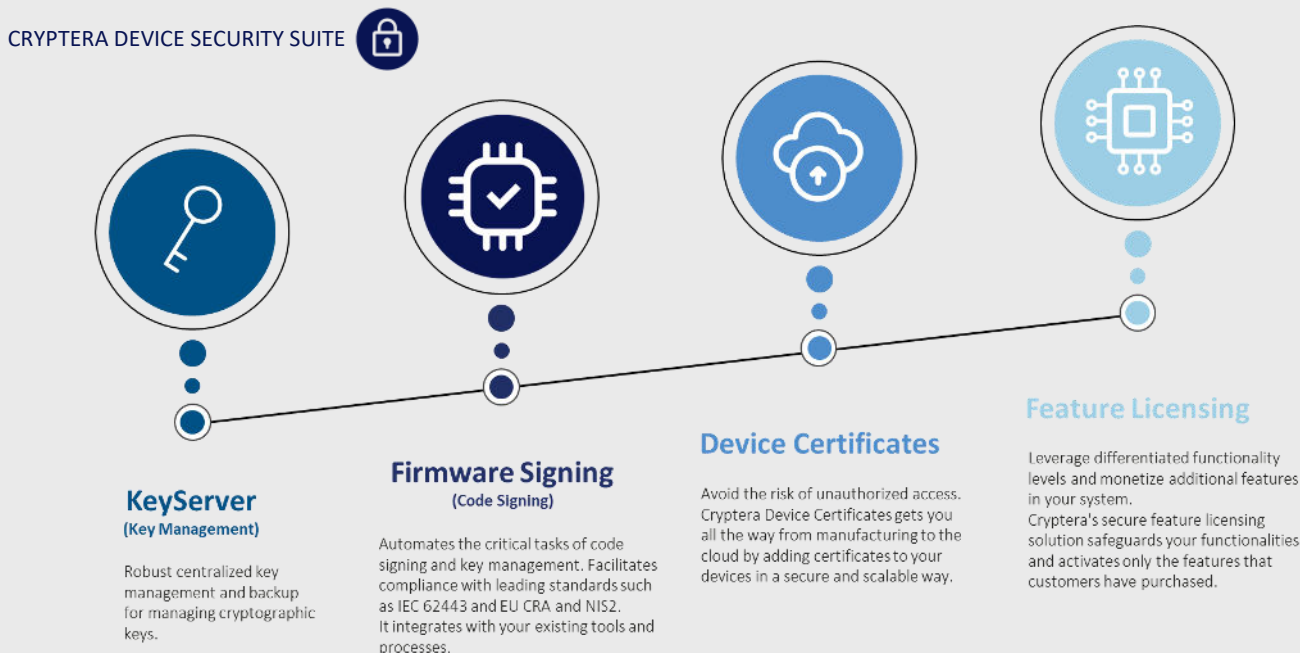 CRYPTERA DEVICE SECURITY SUITE
KeyServer
(Key Management)
Robust centralized key
management and backup
for managing cryptographic
keys.
Firmware Signing
(Code Signing)
Automates the critical tasks of code
signing and key management. Facilitates
compliance with leading standards such
as IEC 62443 and EU CRA and NIS2.
It integrates with your existing tools and
processes.
Device Certificates
Avoid the risk of unauthorized access.
Cryptera Device Certificates gets you
all the way from manufacturing to the
cloud by adding certificates to your
devices in a secure and scalable way.
Feature Licensing
Leverage differentiated functionality
levels and monetize additional features
in your system.
Cryptera's secure feature licensing
solution safeguards your functionalities
and activates only the features that
customers have purchased.